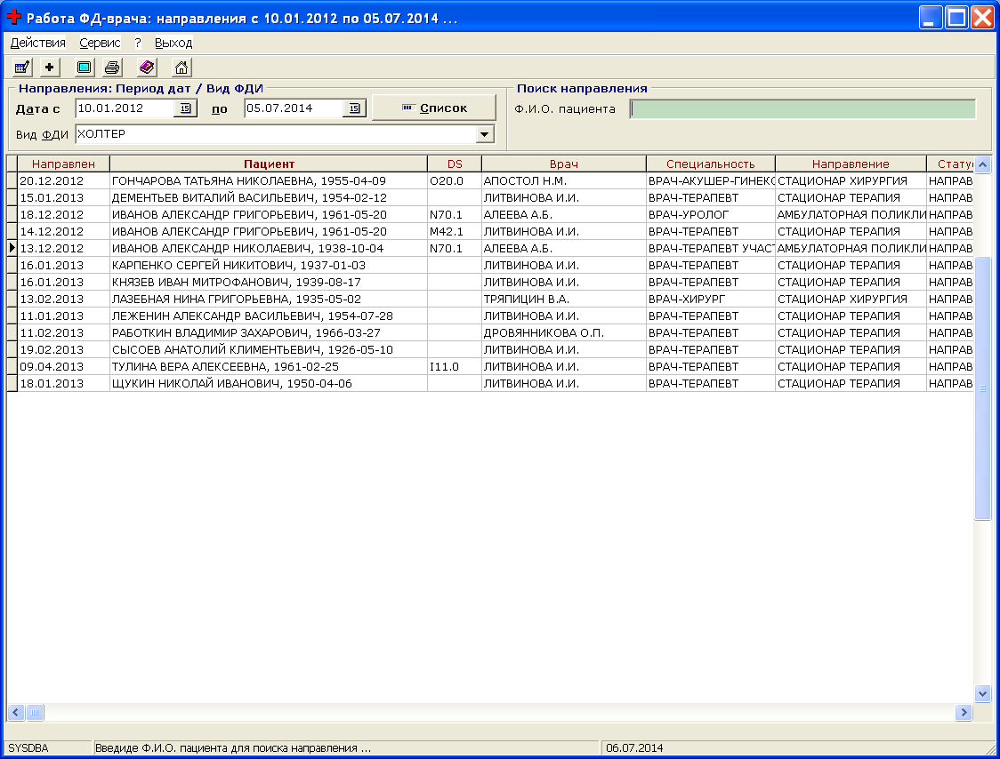 Работа ФД-врача: направления с 10.01.2012 по 05.07.2014 ...
Действия Сервис ? Выход
Направления: Период дат / Вид ФДИ
Поиск направления
Дата с 10.01.2012 15 по 05.07.2014 15 Список
Ф.И.О. пациента
Вид ФДИ ХОЛТЕР
Направлен Пациент DS Врач Специальность Направление Стату
20.12.2012 ГОНЧАРОВА ТАТЬЯНА НИКОЛАЕВНА, 1955-04-09 O20.0 АПОСТОЛ Н.М. ВРАЧ-АКУШЕР-ГИНЕКО СТАЦИОНАР ХИРУРГИЯ НАПРАВ
15.01.2013 ДЕМЕНТЬЕВ ВИТАЛИЙ ВАСИЛЬЕВИЧ, 1954-02-12 ЛИТВИНОВА И.И. ВРАЧ-ТЕРАПЕВТ СТАЦИОНАР ТЕРАПИЯ НАПРАВ
18.12.2012 ИВАНОВ АЛЕКСАНДР ГРИГОРЬЕВИЧ, 1961-05-20 N70.1 АЛЕЕВА А.Б. ВРАЧ-УРОЛОГ АМБУЛАТОРНАЯ ПОЛИКЛИ НАПРАВ
14.12.2012 ИВАНОВ АЛЕКСАНДР ГРИГОРЬЕВИЧ, 1961-05-20 M42.1 ЛИТВИНОВА И.И. ВРАЧ-ТЕРАПЕВТ СТАЦИОНАР ТЕРАПИЯ НАПРАВ
13.12.2012 ИВАНОВ АЛЕКСАНДР НИКОЛАЕВИЧ, 1938-10-04 N70.1 АЛЕЕВА А.Б. ВРАЧ-ТЕРАПЕВТ УЧАСТ АМБУЛАТОРНАЯ ПОЛИКЛИ НАПРАВ
16.01.2013 КАРПЕНКО СЕРГЕЙ НИКИТОВИЧ, 1937-01-03 ЛИТВИНОВА И.И. ВРАЧ-ТЕРАПЕВТ СТАЦИОНАР ТЕРАПИЯ НАПРАВ
16.01.2013 КНЯЗЕВ ИВАН МИТРОФАНОВИЧ, 1939-08-17 ЛИТВИНОВА И.И. ВРАЧ-ТЕРАПЕВТ СТАЦИОНАР ТЕРАПИЯ НАПРАВ
13.02.2013 ЛАЗЕБНАЯ НИНА ГРИГОРЬЕВНА, 1935-05-02 ТРЯПИЦИН В.А. ВРАЧ-ХИРУРГ СТАЦИОНАР ХИРУРГИЯ НАПРАВ
11.01.2013 ЛЕЖЕНИН АЛЕКСАНДР ВАСИЛЬЕВИЧ, 1954-07-28 ЛИТВИНОВА И.И. ВРАЧ-ТЕРАПЕВТ СТАЦИОНАР ТЕРАПИЯ НАПРАВ
11.02.2013 РАБОТКИН ВЛАДИМИР ЗАХАРОВИЧ, 1966-03-27 ДРОВЯННИКОВА О.П. ВРАЧ-ТЕРАПЕВТ СТАЦИОНАР ТЕРАПИЯ НАПРАВ
19.02.2013 СЫСОЕВ АНАТОЛИЙ КЛИМЕНТЬЕВИЧ, 1926-05-10 ЛИТВИНОВА И.И. ВРАЧ-ТЕРАПЕВТ СТАЦИОНАР ТЕРАПИЯ НАПРАВ
09.04.2013 ТУЛИНА ВЕРА АЛЕКСЕЕВНА, 1961-02-25 I11.0 ЛИТВИНОВА И.И. ВРАЧ-ТЕРАПЕВТ СТАЦИОНАР ТЕРАПИЯ НАПРАВ
18.01.2013 ЩУКИН НИКОЛАЙ ИВАНОВИЧ, 1950-04-06 ЛИТВИНОВА И.И. ВРАЧ-ТЕРАПЕВТ СТАЦИОНАР ТЕРАПИЯ НАПРАВ
SYSDBA Введиде Ф.И.О. пациента для поиска направления ... 06.07.2014